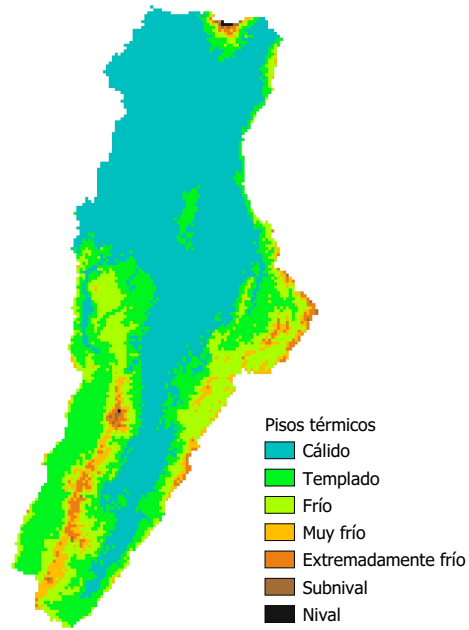 Pisos térmicos
Cálido
Templado
Frío
Muy frío
Extremadamente frío
Subnival
Nival